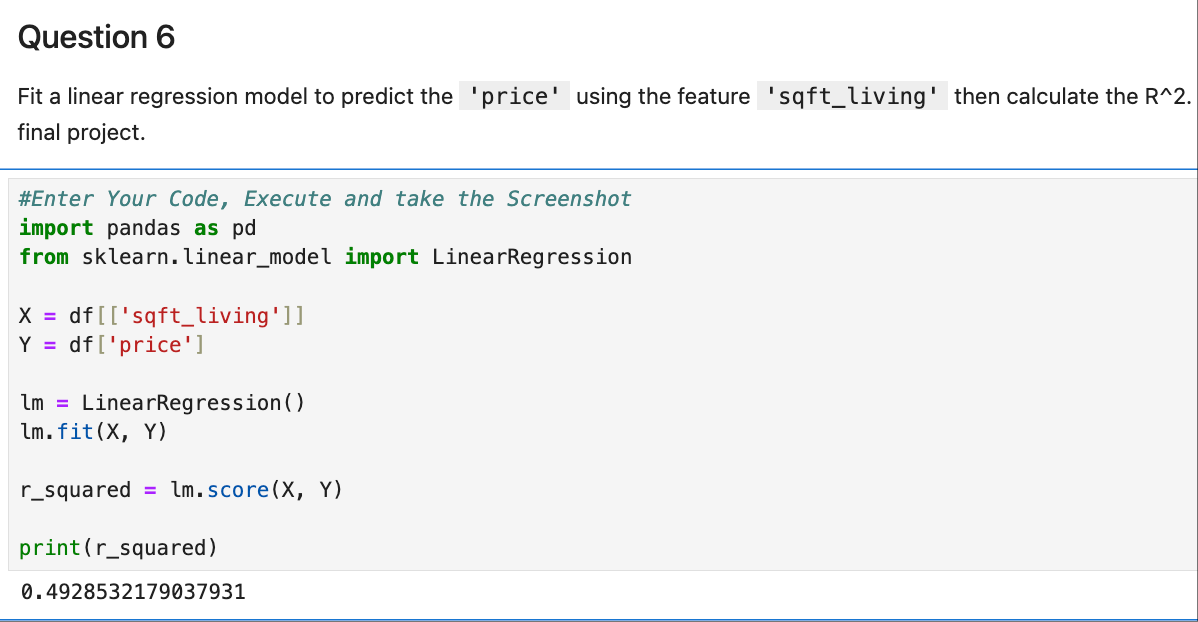 Question 6
Fit a linear regression model to predict the 'price' using the feature 'sqft_living' then calculate the R^2.
final project.
#Enter Your Code, Execute and take the Screenshot
import pandas as pd
from sklearn.linear_model import LinearRegression
X = df[['sqft_living']]
Y = df['price']
lm = LinearRegression()
lm.fit(X, Y)
r_squared = lm.score(X, Y)
print(r_squared)
0.4928532179037931